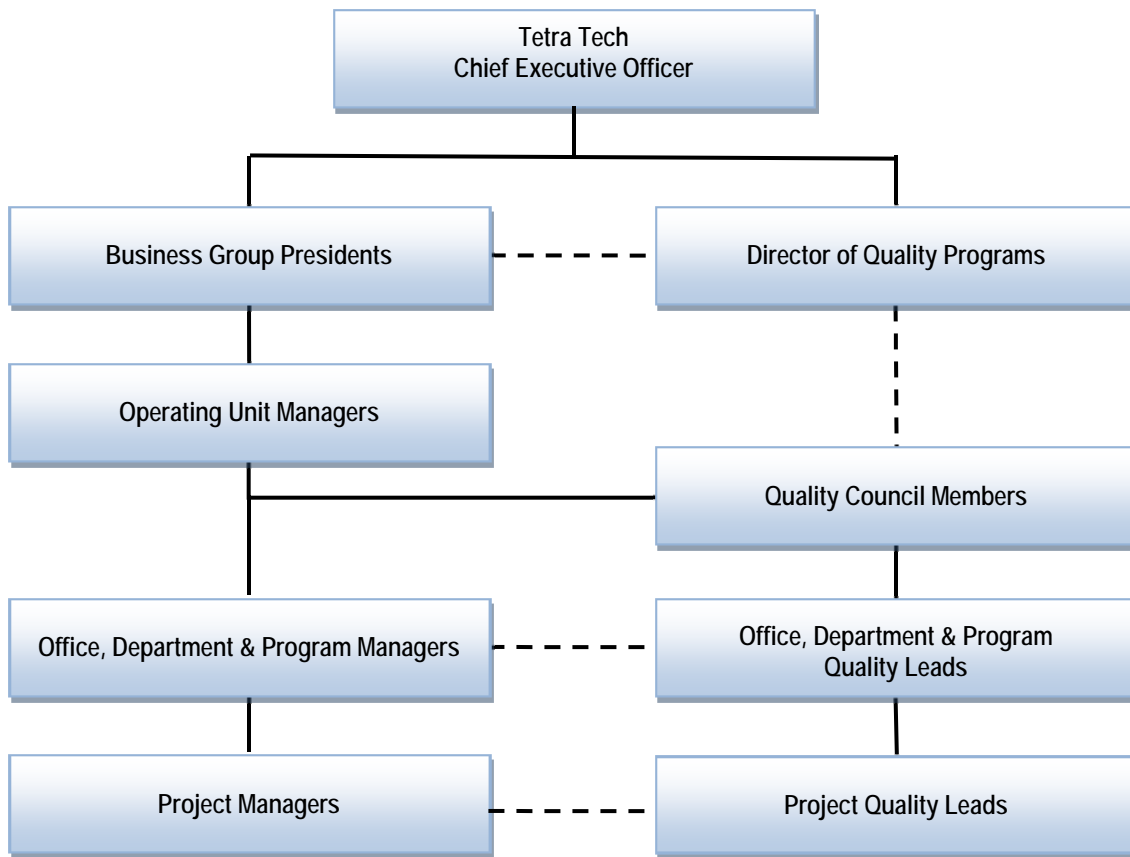 Tetra Tech
Chief Executive Officer
Business Group Presidents
Director of Quality Programs
Operating Unit Managers
Quality Council Members
Office, Department & Program Managers
Office, Department & Program
Quality Leads
Project Managers
Project Quality Leads